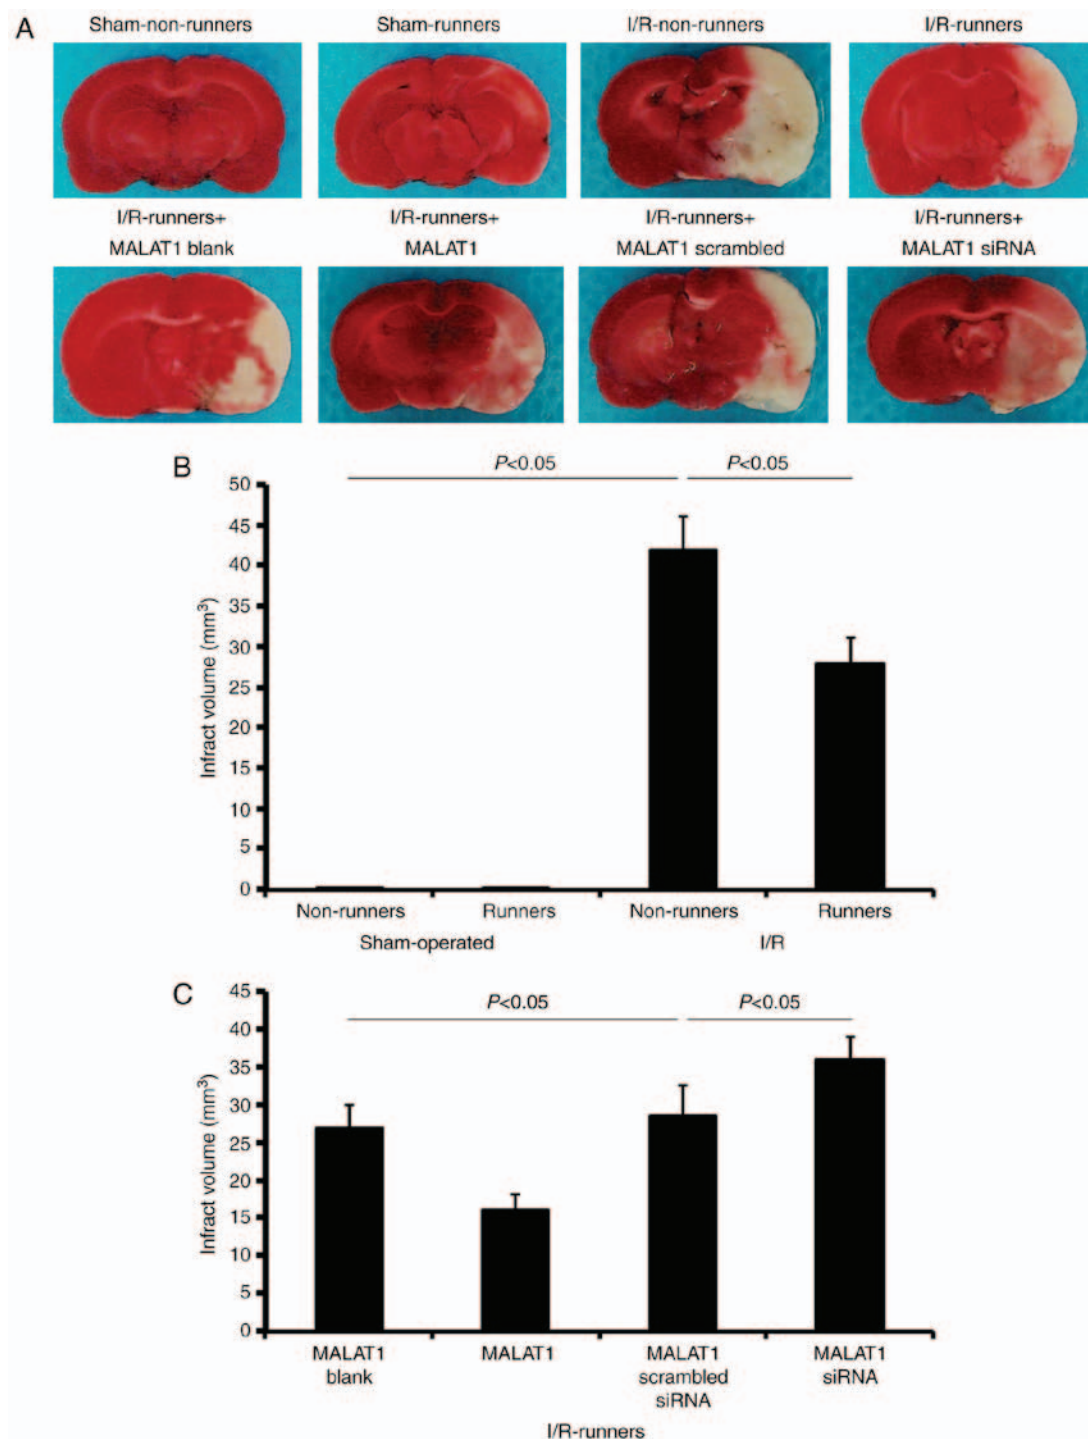 A
Sham-non-runners Sham-runners I/R-non-runners I/R-runners
I/R-runners+ I/R-runners+ I/R-runners+ I/R-runners+
MALAT1 blank MALAT1 MALAT1 scrambled MALAT1 siRNA
B
P<0.05 P<0.05
Infract volume (mm³)
50
45
40
35
30
25
20
15
10
5
0
Non-runners Runners Non-runners Runners
Sham-operated I/R
C
P<0.05 P<0.05
Infract volume (mm³)
45
40
35
30
25
20
15
10
5
0
MALAT1 MALAT1 MALAT1 MALAT1
blank scrambled siRNA
siRNA
I/R-runners